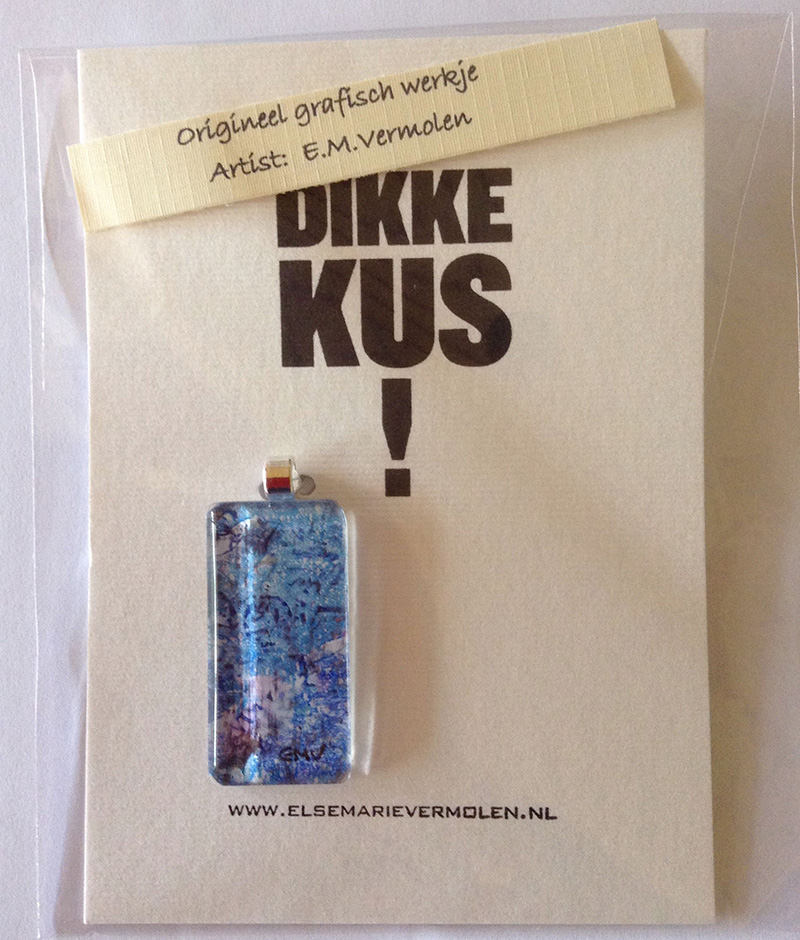 Origineel grafisch werkje
Artist: E.M.Vermolen
DIKKE
KUS
!
EMV
WWW.ELSEMARIEVERMOLEN.NL